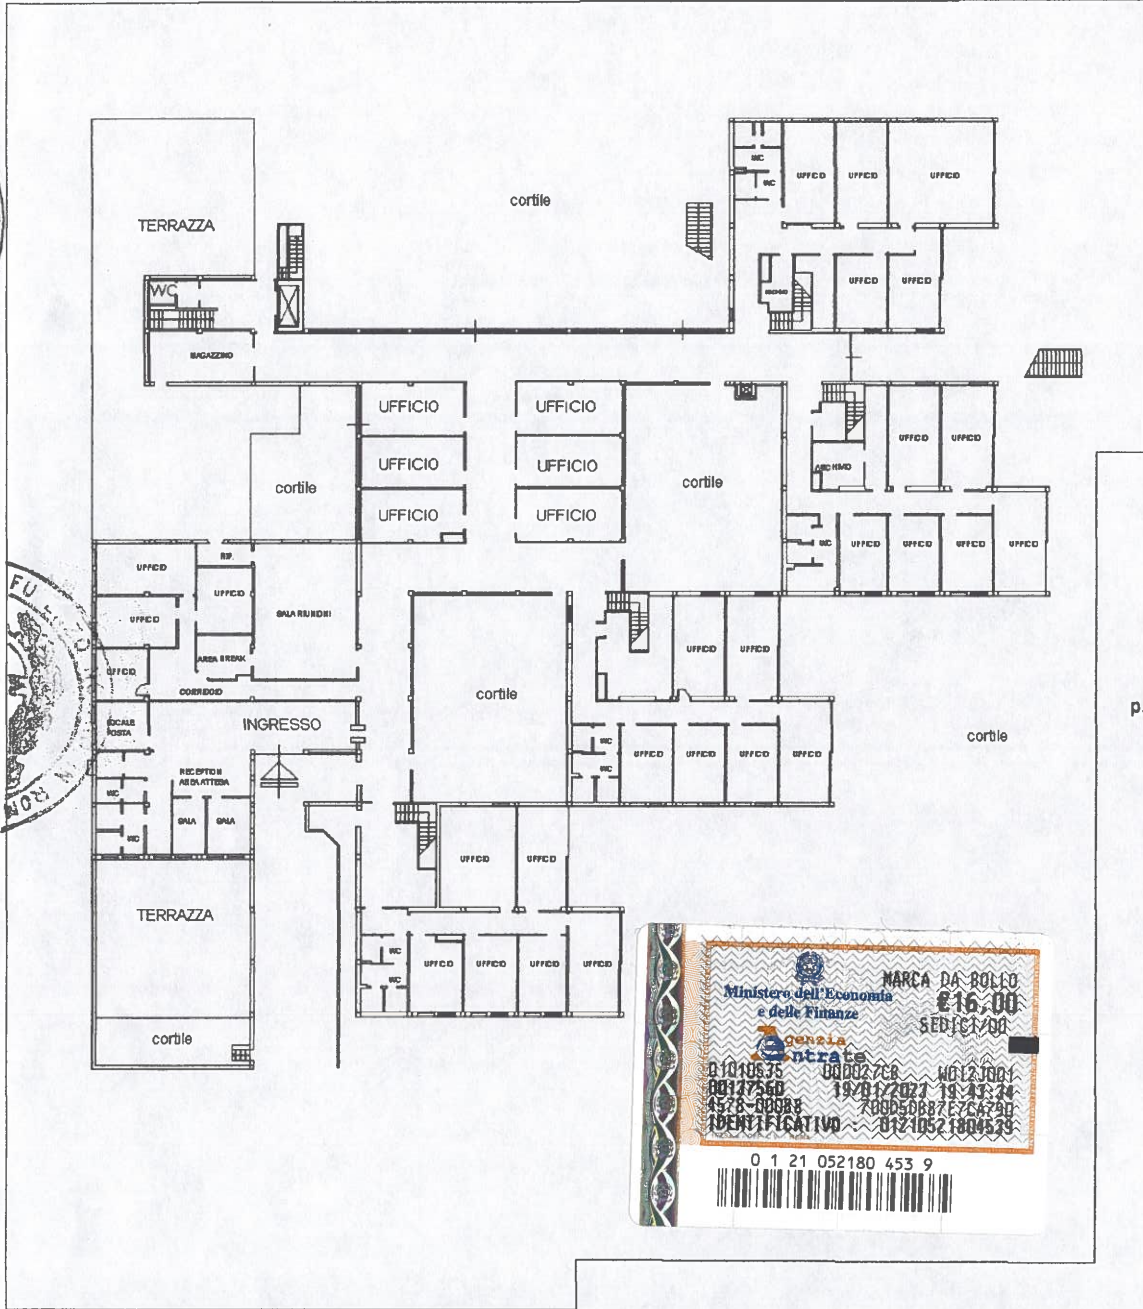 cortile
WC
WC
UFFICIO
UFFICIO
UFFICIO
TERRAZZA
WC
UFFICIO
UFFICIO
MAGAZZINO
UFFICIO
UFFICIO
UFFICIO
UFFICIO
UFFICIO
UFFICIO
ARCHIVIO
cortile
cortile
UFFICIO
UFFICIO
WC
UFFICIO
UFFICIO
UFFICIO
UFFICIO
RIP.
UFFICIO
UFFICIO
SALA RIUNIONI
UFFICIO
UFFICIO
UFFICIO
AREA BREAK
UFFICIO
CORRIDOIO
cortile
p.
INGRESSO
LOCALE
POSTA
cortile
WC
UFFICIO
UFFICIO
UFFICIO
UFFICIO
WC
RECEPTION
AREA ATTESA
WC
SALA
SALA
WC
UFFICIO
UFFICIO
TERRAZZA
WC
WC
UFFICIO
UFFICIO
UFFICIO
UFFICIO
cortile
Ministero dell'Economia
e delle Finanze
MARCA DA BOLLO
€16,00
SEDICI/00
genzia
ntrate
01010535 000027CB W0123001
00127560 19/01/2023 19:43:34
4578-00088
IDENTIFICATIVO : 01210521804539
0 1 21 052180 453 9